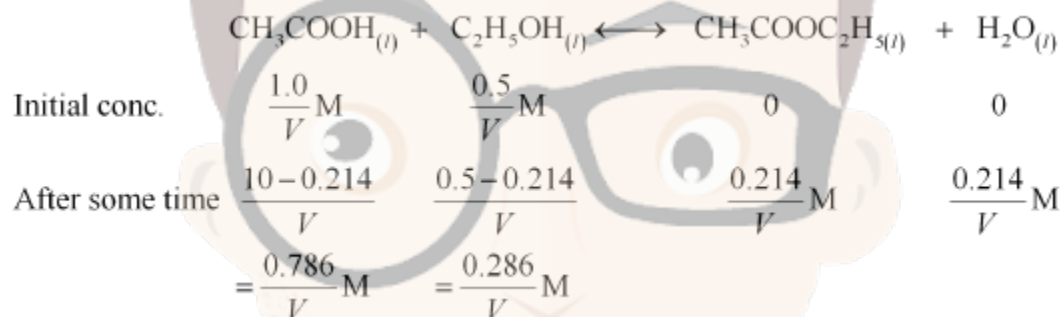 CH₃COOH₍ₗ₎ + C₂H₅OH₍ₗ₎ ⟷ CH₃COOC₂H₅₍ₗ₎ + H₂O₍ₗ₎
Initial conc. 1.0/V M 0.5/V M 0 0
After some time 10 – 0.214/V 0.5 – 0.214/V 0.214/V M 0.214/V M
= 0.786/V M = 0.286/V M